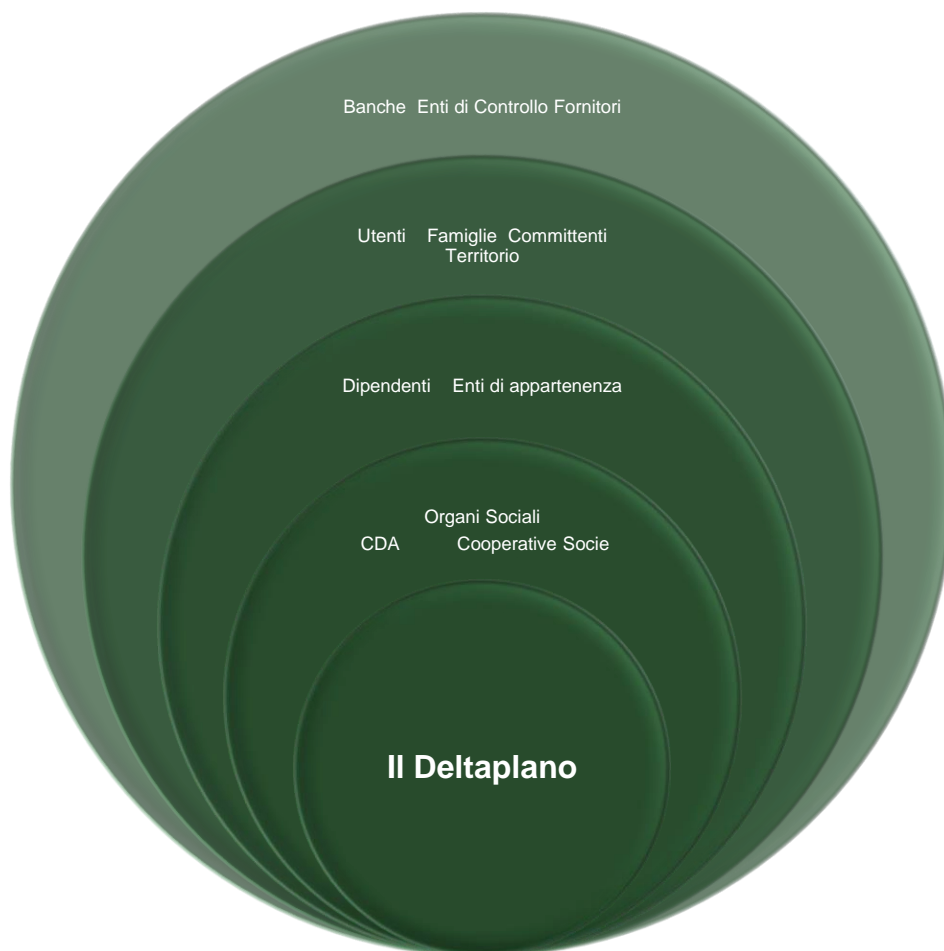 Banche Enti di Controllo Fornitori
Utenti Famiglie Committenti
Territorio
Dipendenti Enti di appartenenza
Organi Sociali
CDA Cooperative Socie
Il Deltaplano